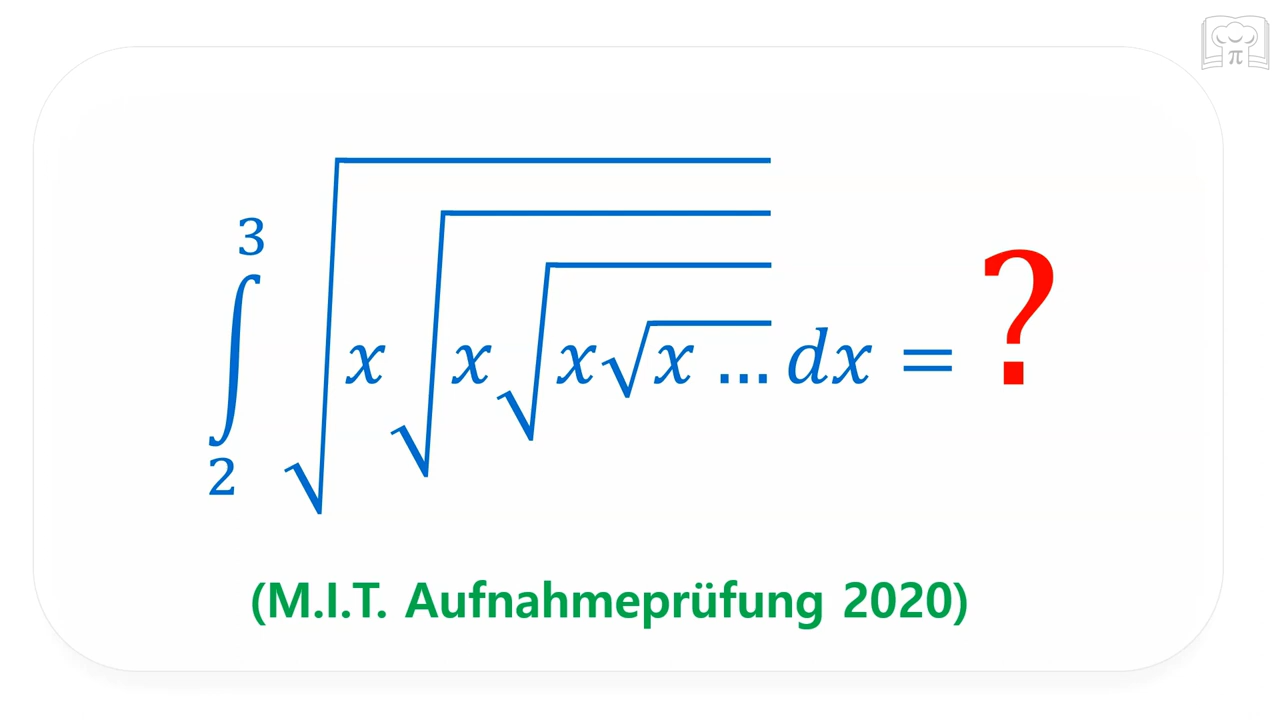 ∫₂³ √(x√(x√(x√(x ...)))) dx = ?
(M.I.T. Aufnahmeprüfung 2020)
π